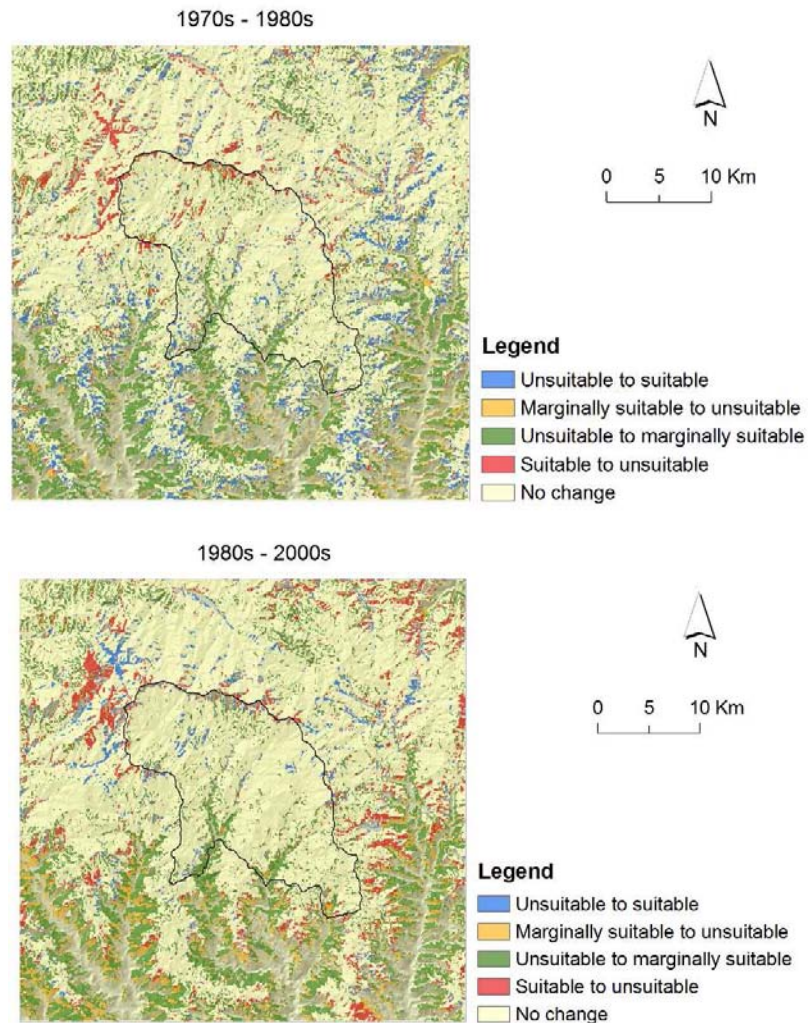 1970s - 1980s
N
0 5 10 Km
Legend
Unsuitable to suitable
Marginally suitable to unsuitable
Unsuitable to marginally suitable
Suitable to unsuitable
No change
1980s - 2000s
N
0 5 10 Km
Legend
Unsuitable to suitable
Marginally suitable to unsuitable
Unsuitable to marginally suitable
Suitable to unsuitable
No change